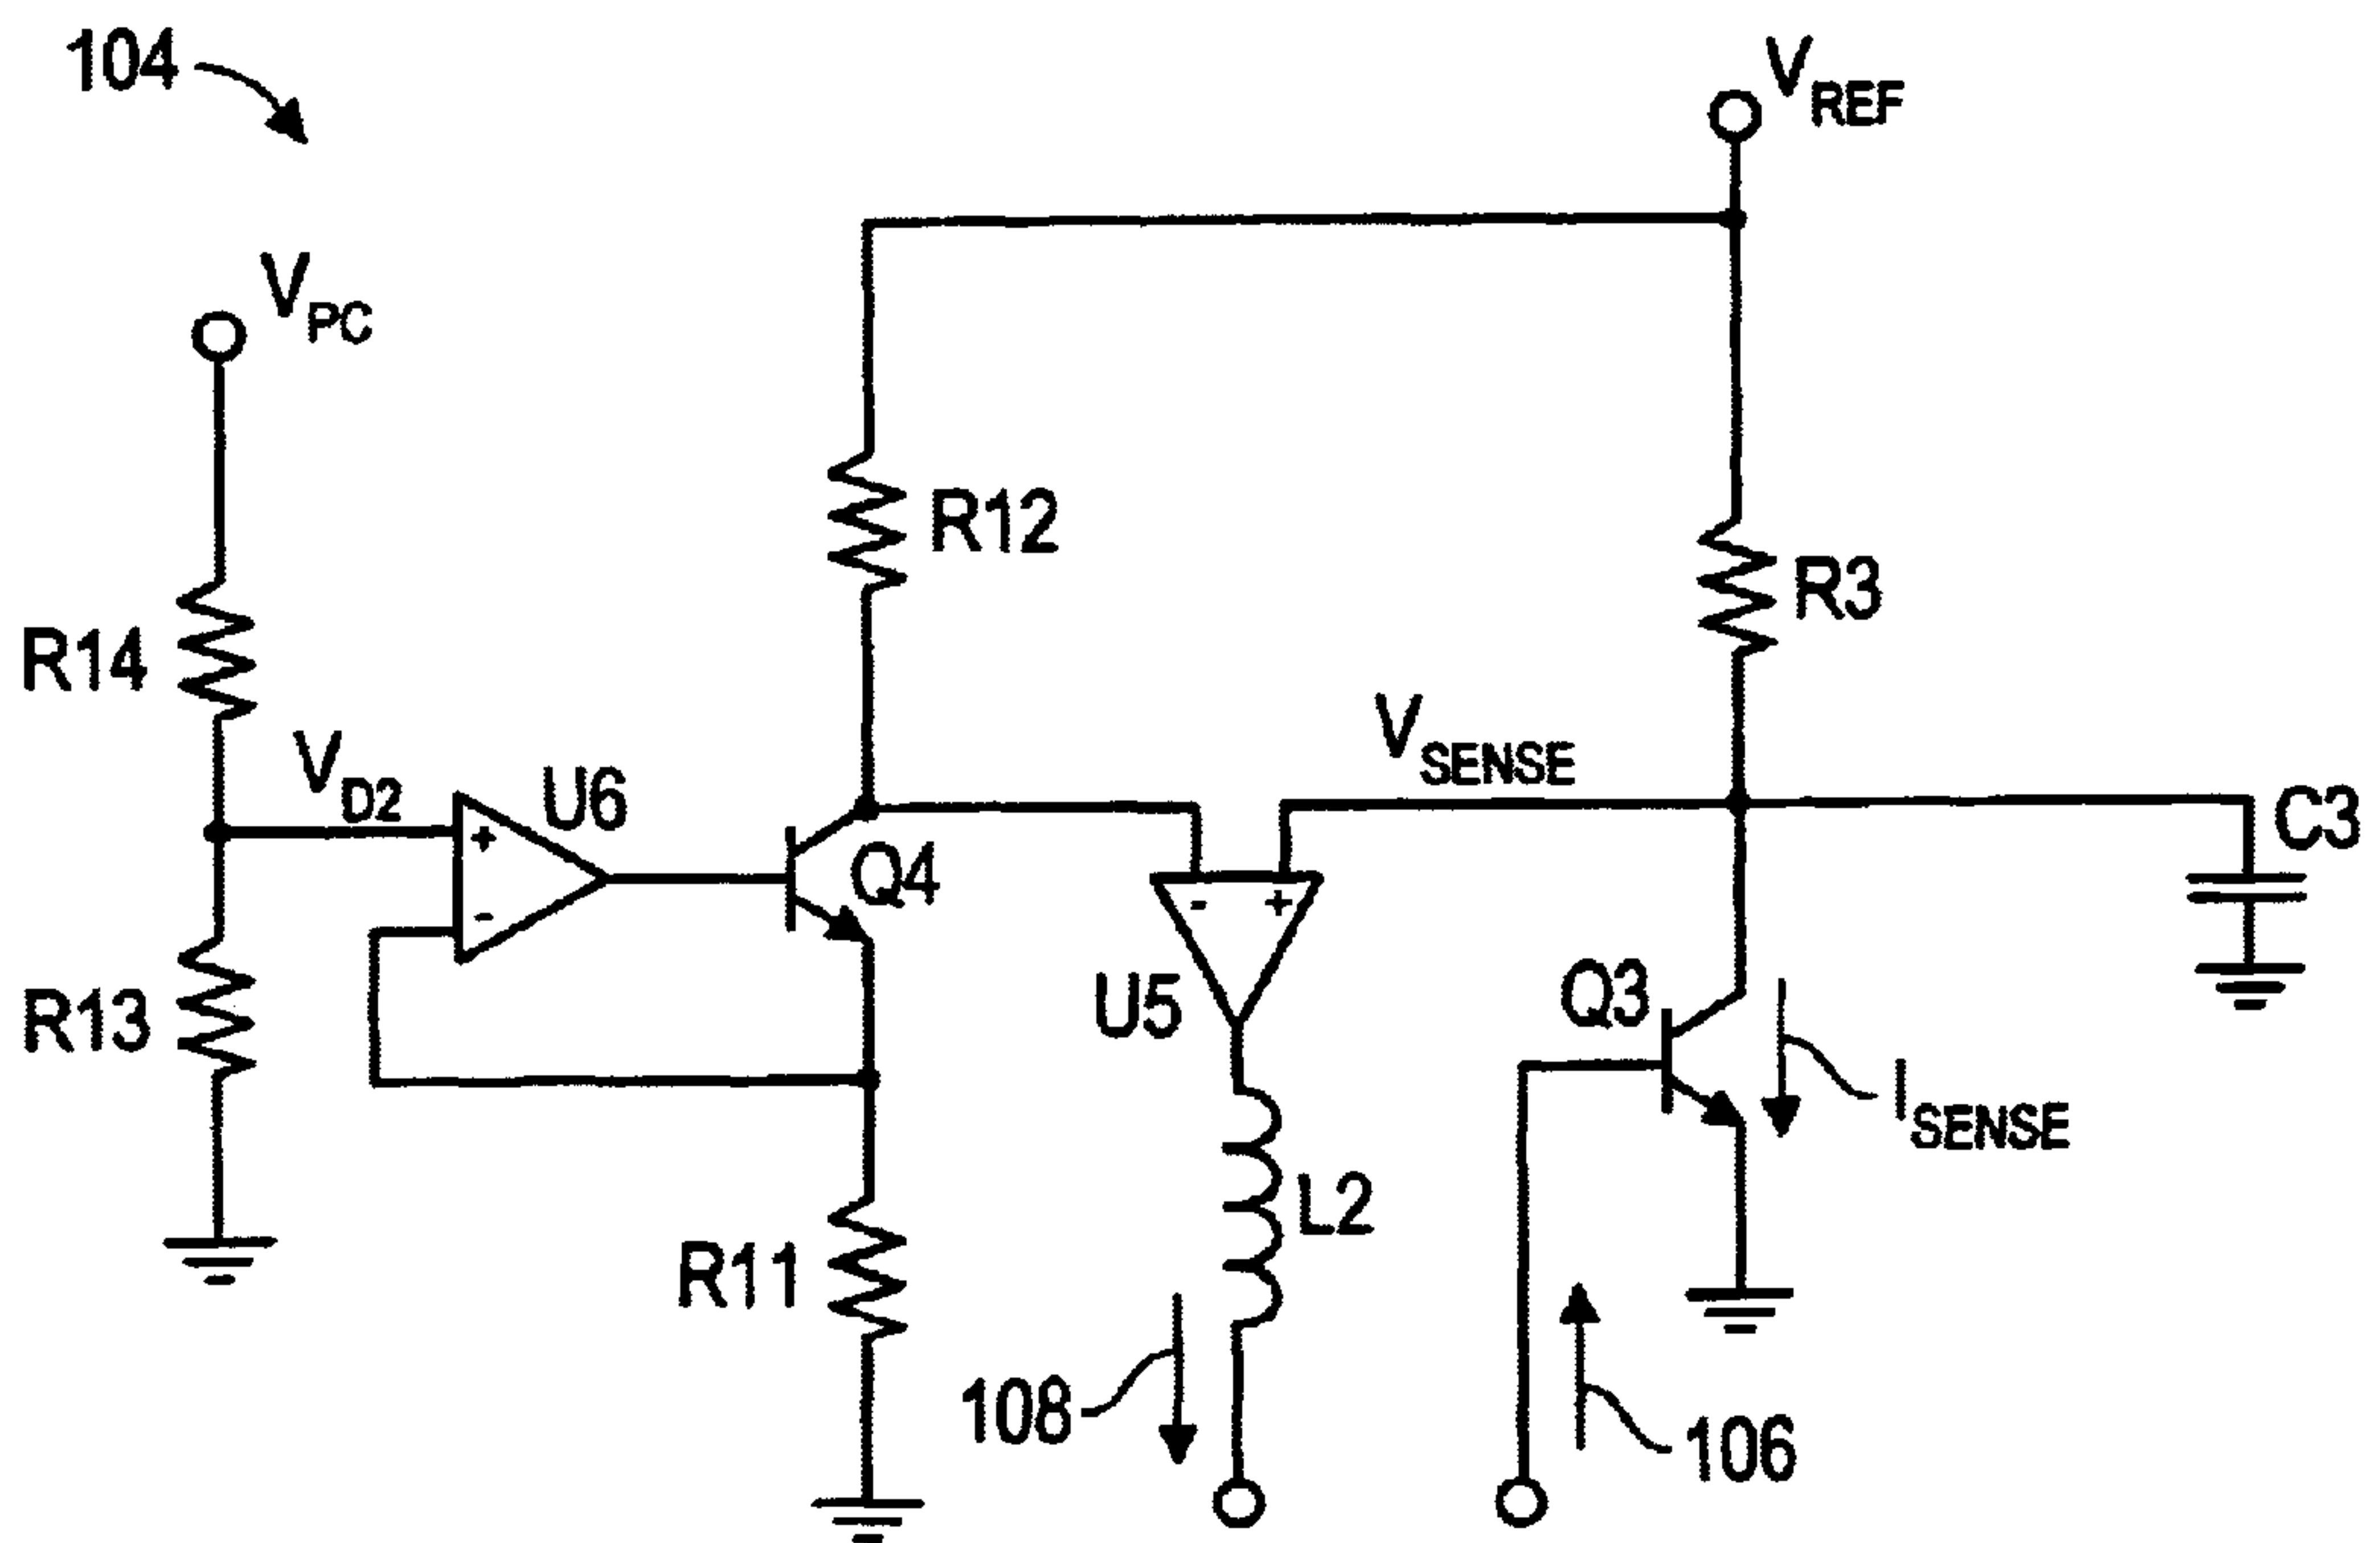 104
VREF
VPC
R12
R3
R14
VD2
U6
VSENSE
C3
+
-
Q4
-
+
U5
Q3
R13
ISENSE
L2
R11
108
106